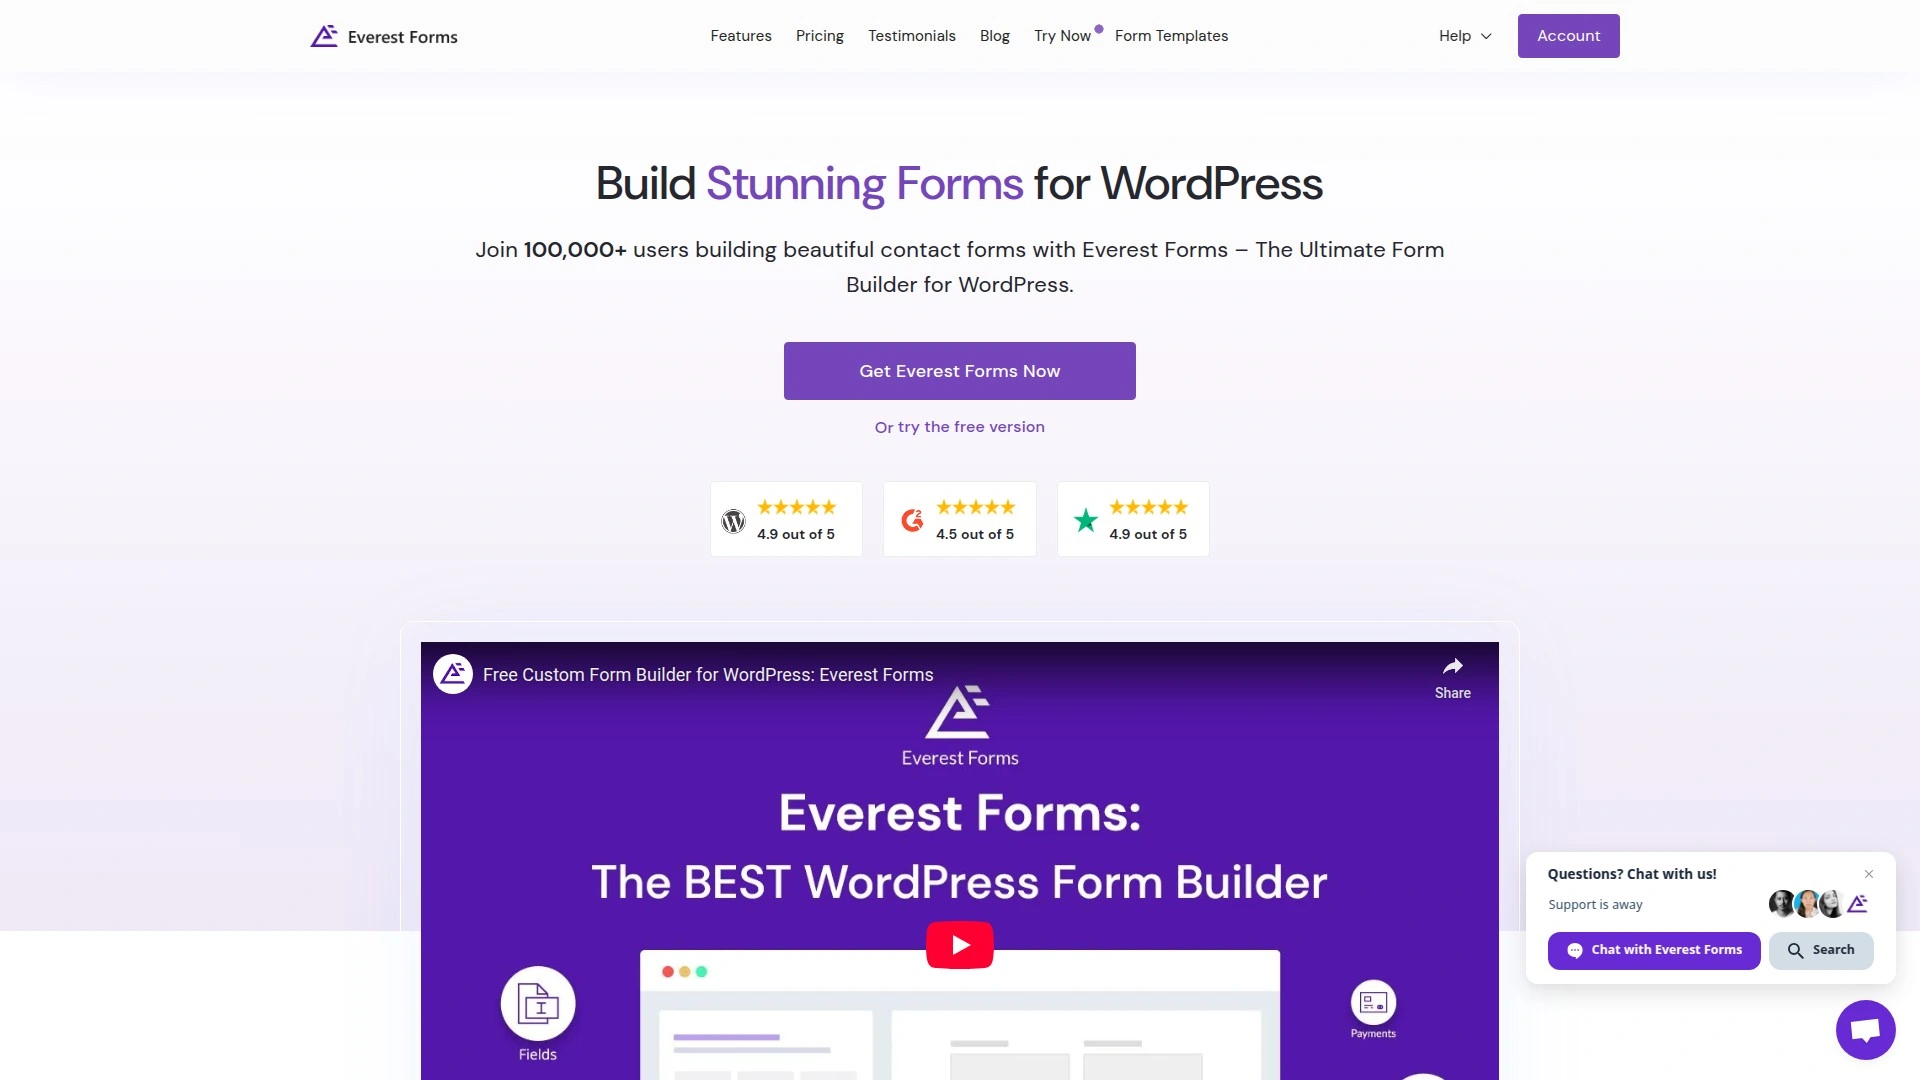 Everest Forms
Features
Pricing
Testimonials
Blog
Try Now
Form Templates
Help
Account
Build Stunning Forms for WordPress
Join 100,000+ users building beautiful contact forms with Everest Forms – The Ultimate Form
Builder for WordPress.
Get Everest Forms Now
Or try the free version
4.9 out of 5
4.5 out of 5
4.9 out of 5
Free Custom Form Builder for WordPress: Everest Forms
Share
Everest Forms
Everest Forms:
The BEST WordPress Form Builder
Fields
Payments
Questions? Chat with us!
Support is away
Chat with Everest Forms
Search